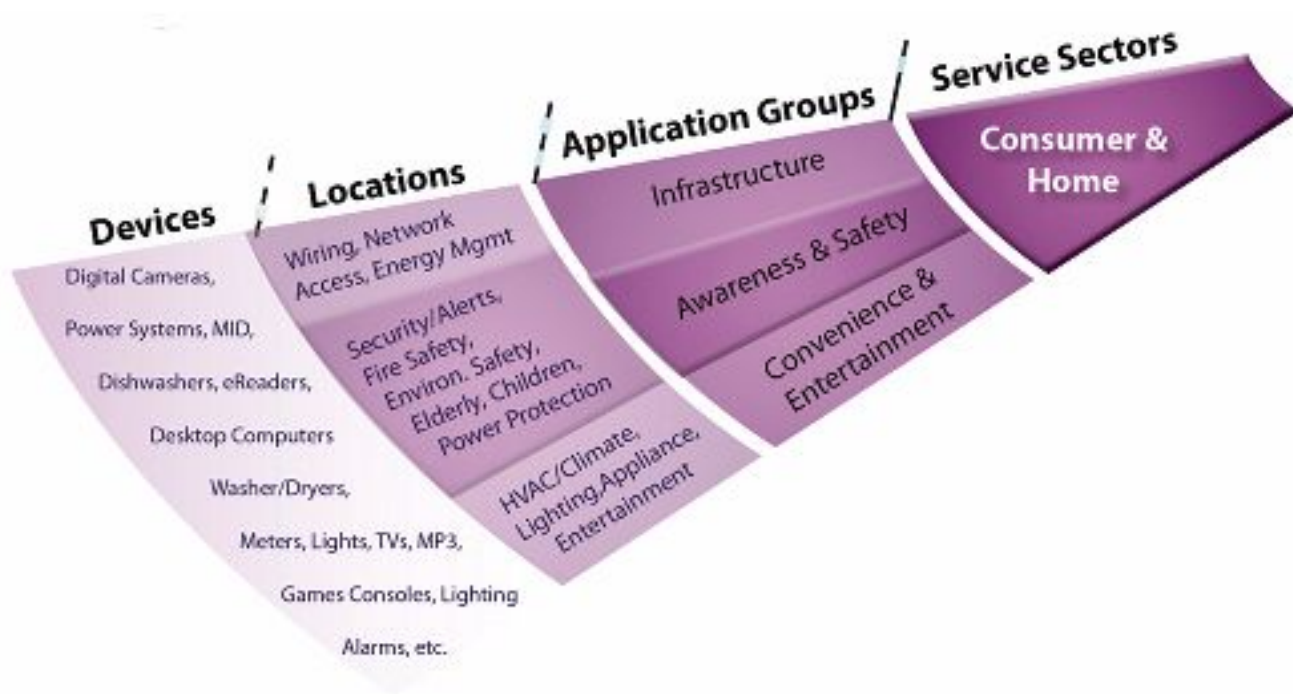 Devices
Locations
Application Groups
Service Sectors
Digital Cameras,
Power Systems, MID,
Dishwashers, eReaders,
Desktop Computers
Washer/Dryers,
Meters, Lights, TVs, MP3,
Games Consoles, Lighting
Alarms, etc.
Wiring, Network
Access, Energy Mgmt
Security/Alerts,
Fire Safety,
Environ. Safety,
Elderly, Children,
Power Protection
HVAC/Climate,
Lighting,Appliance,
Entertainment
Infrastructure
Awareness & Safety
Convenience &
Entertainment
Consumer &
Home